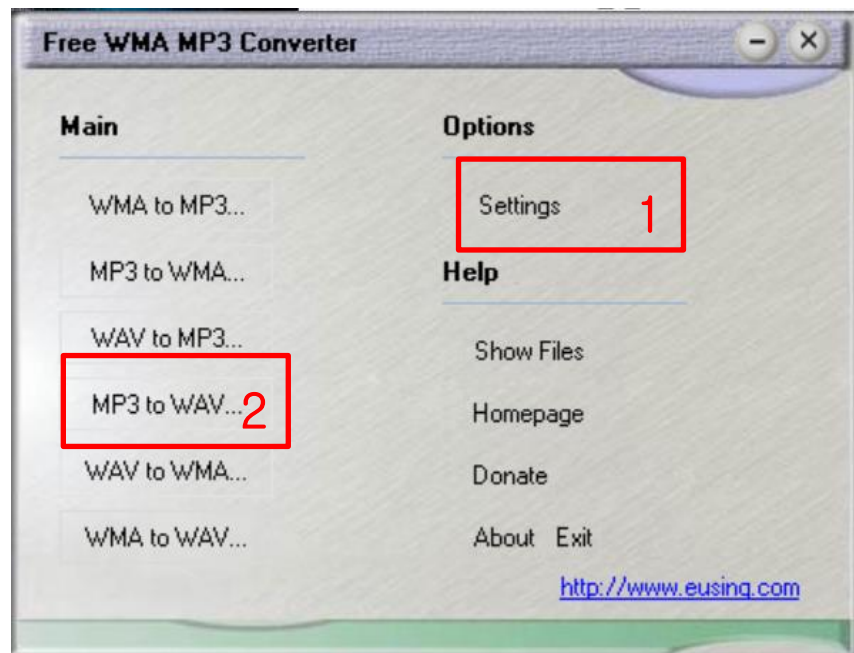 Free WMA MP3 Converter
Main
WMA to MP3...
MP3 to WMA...
WAV to MP3...
MP3 to WAV...
2
WAV to WMA...
WMA to WAV...
Options
Settings
1
Help
Show Files
Homepage
Donate
About Exit
http://www.eusing.com